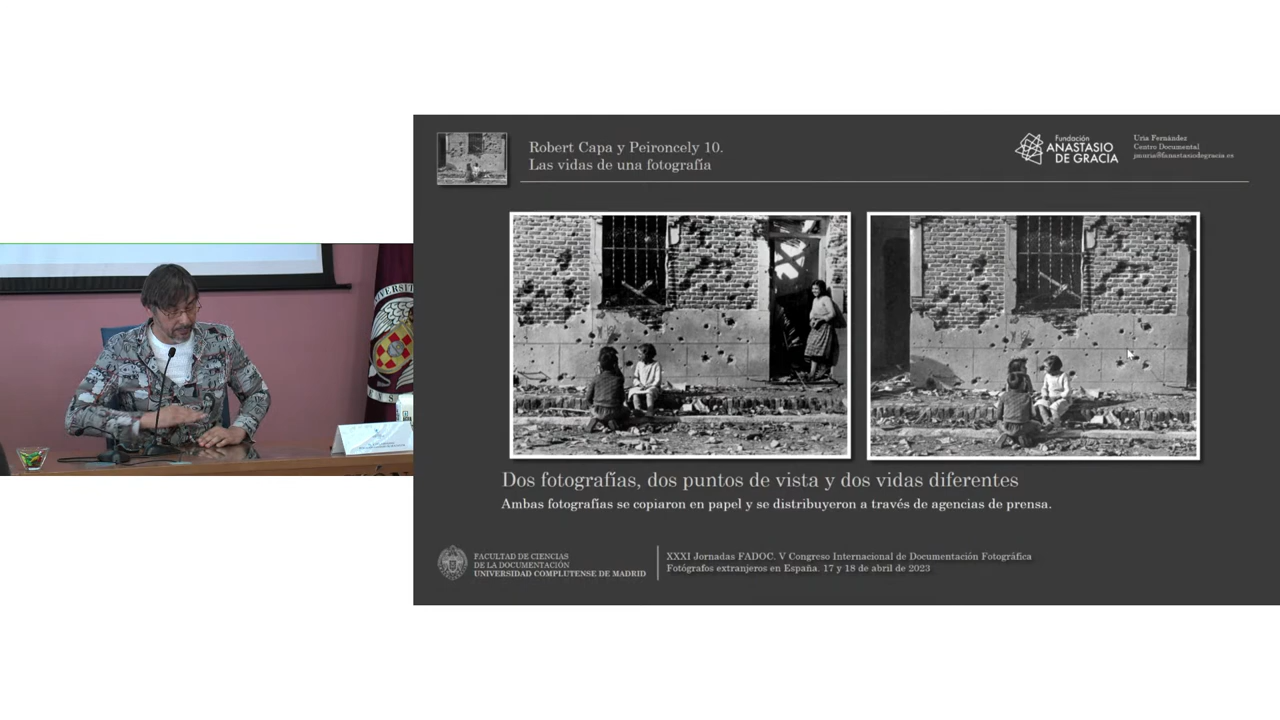 Robert Capa y Peironcely 10.
Las vidas de una fotografía
Fundación
ANASTASIO
DE GRACIA
Uría Fernández
Centro Documental
jmuria@fanastasiodegracia.es
Dos fotografías, dos puntos de vista y dos vidas diferentes
Ambas fotografías se copiaron en papel y se distribuyeron a través de agencias de prensa.
FACULTAD DE CIENCIAS
DE LA DOCUMENTACIÓN
UNIVERSIDAD COMPLUTENSE DE MADRID
XXXI Jornadas FADOC. V Congreso Internacional de Documentación Fotográfica
Fotógrafos extranjeros en España. 17 y 18 de abril de 2023